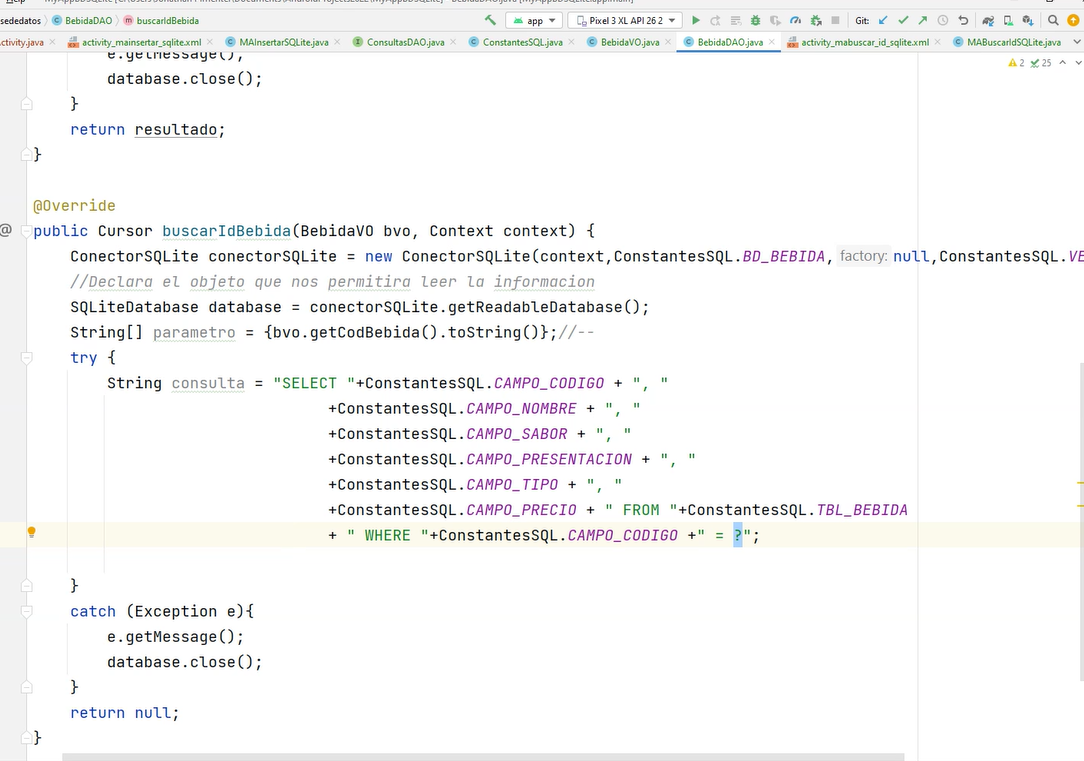 sededatos BebidaDAO buscarIdBebida
app Pixel 3 XL API 26 2 Git:
ctivity.java activity_mainsertar_sqlite.xml MAInsertarSQLite.java ConsultasDAO.java ConstantesSQL.java BebidaVO.java BebidaDAO.java activity_mabuscar_id_sqlite.xml MABuscarIdSQLite.java
2 25
e.getMessage();
database.close();
}
return resultado;
}
@Override
@ public Cursor buscarIdBebida(BebidaVO bvo, Context context) {
ConectorSQLite conectorSQLite = new ConectorSQLite(context,ConstantesSQL.BD_BEBIDA, factory: null,ConstantesSQL.VE
//Declara el objeto que nos permitira leer la informacion
SQLiteDatabase database = conectorSQLite.getReadableDatabase();
String[] parametro = {bvo.getCodBebida().toString()};//--
try {
String consulta = "SELECT "+ConstantesSQL.CAMPO_CODIGO + ", "
+ConstantesSQL.CAMPO_NOMBRE + ", "
+ConstantesSQL.CAMPO_SABOR + ", "
+ConstantesSQL.CAMPO_PRESENTACION + ", "
+ConstantesSQL.CAMPO_TIPO + ", "
+ConstantesSQL.CAMPO_PRECIO + " FROM "+ConstantesSQL.TBL_BEBIDA
+ " WHERE "+ConstantesSQL.CAMPO_CODIGO +" = ?";
}
catch (Exception e){
e.getMessage();
database.close();
}
return null;
}